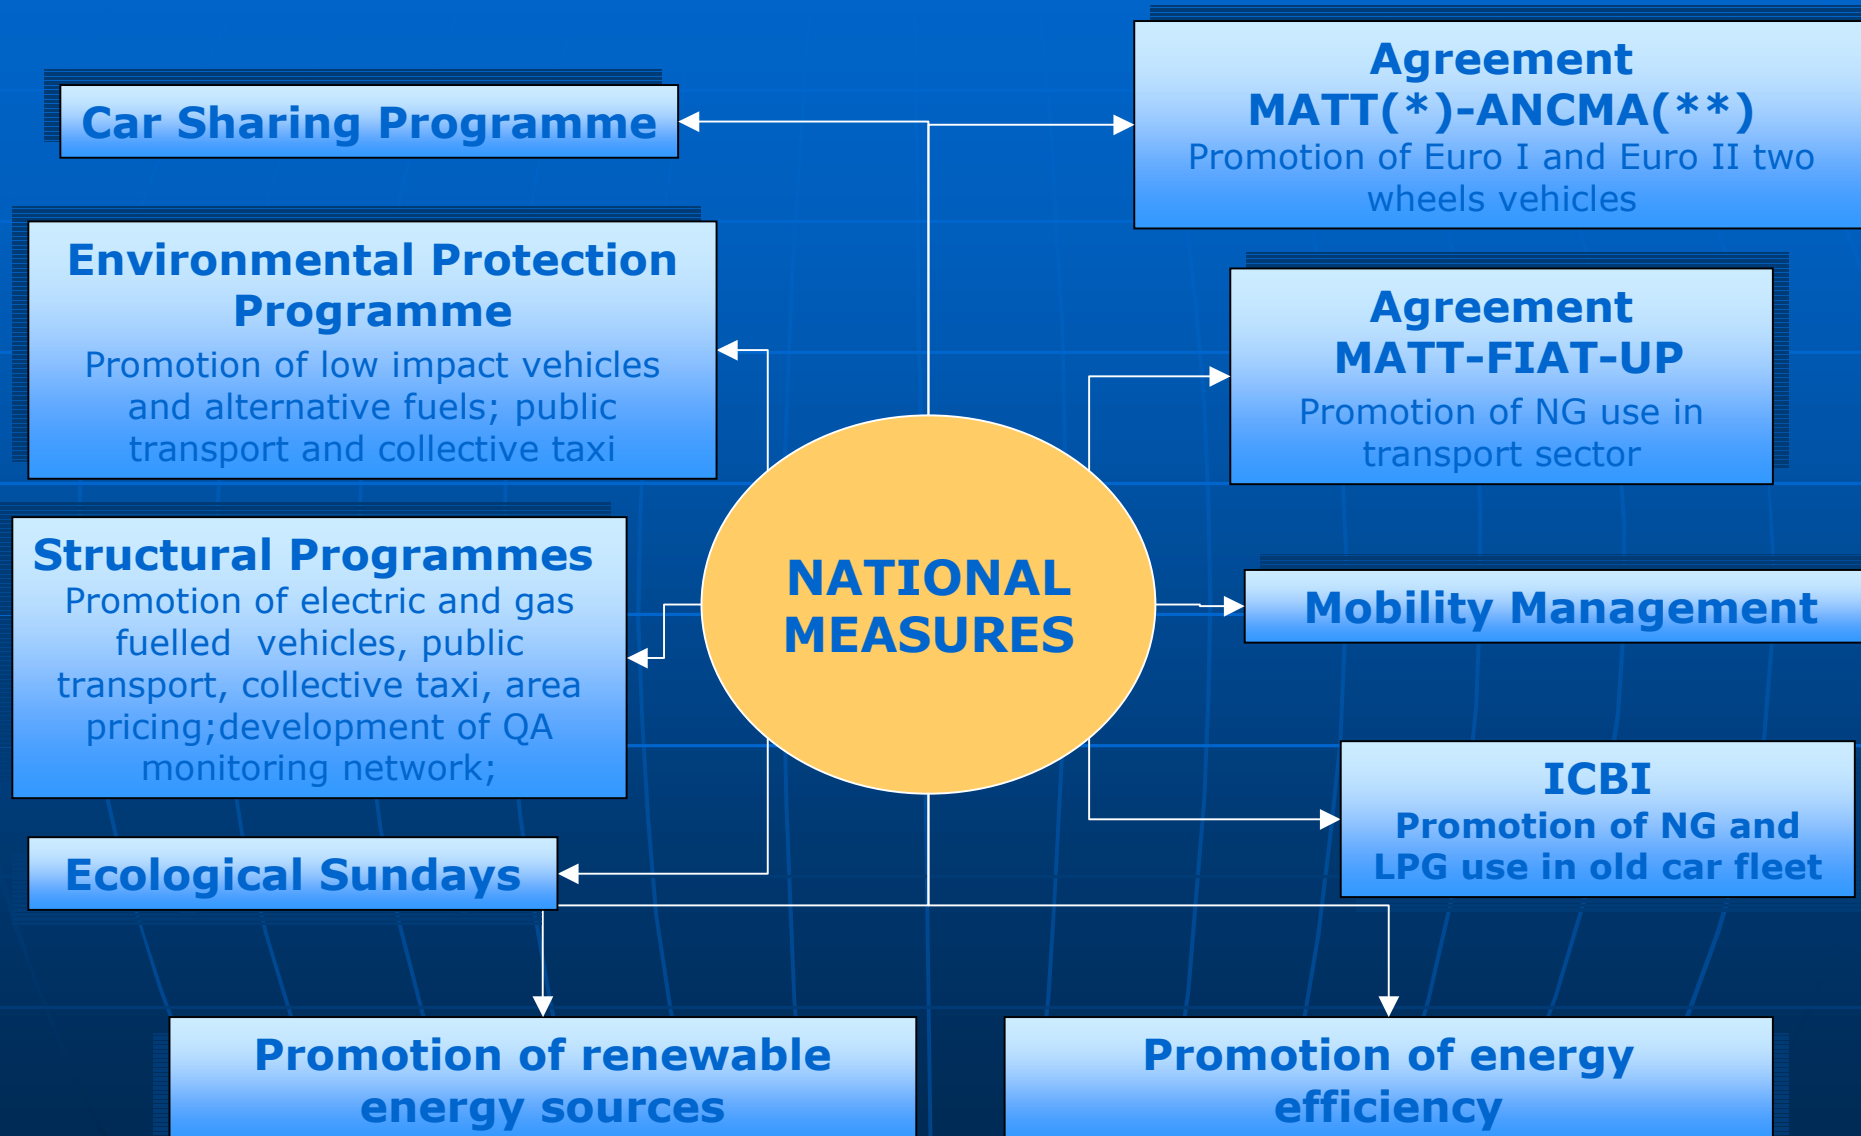 Car Sharing Programme
Agreement
MATT(*)-ANCMA(**)
Promotion of Euro I and Euro II two
wheels vehicles
Environmental Protection
Programme
Promotion of low impact vehicles
and alternative fuels; public
transport and collective taxi
Agreement
MATT-FIAT-UP
Promotion of NG use in
transport sector
Structural Programmes
Promotion of electric and gas
fuelled  vehicles, public
transport, collective taxi, area
pricing;development of QA
monitoring network;
NATIONAL
MEASURES
Mobility Management
ICBI
Promotion of NG and
LPG use in old car fleet
Ecological Sundays
Promotion of renewable
energy sources
Promotion of energy
efficiency